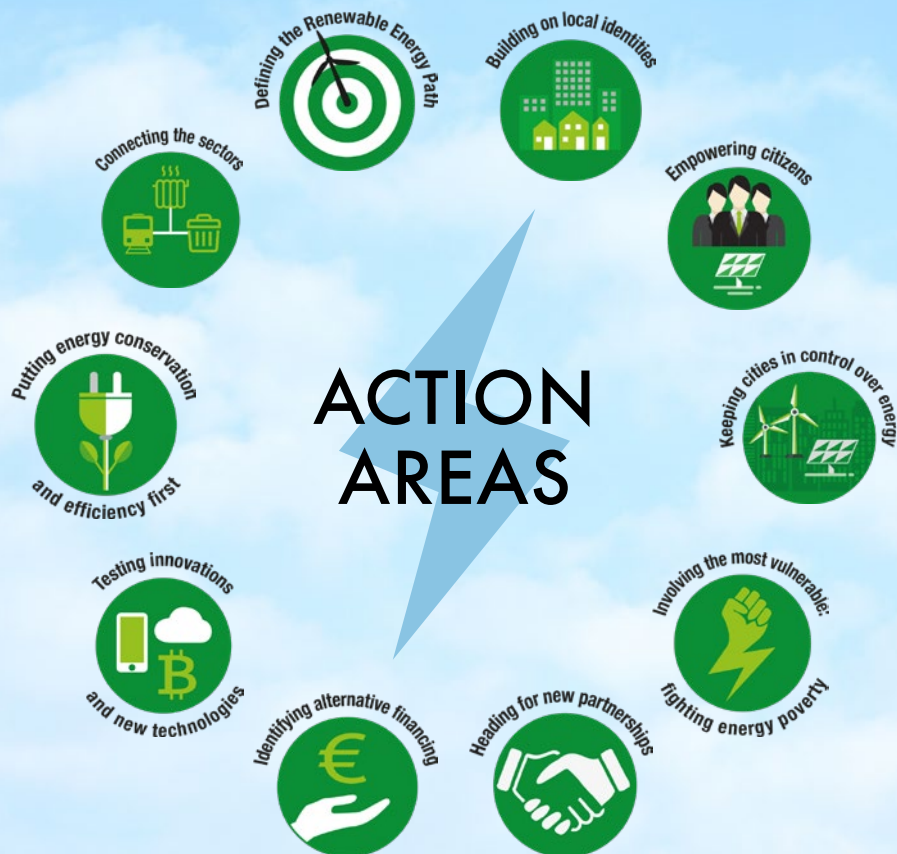 Defining the Renewable Energy Path
Building on local identities
Empowering citizens
Keeping cities in control over energy
Involving the most vulnerable:
fighting energy poverty
Heading for new partnerships
Identifying alternative financing
Testing innovations
and new technologies
Putting energy conservation
and efficiency first
Connecting the sectors
ACTION
AREAS